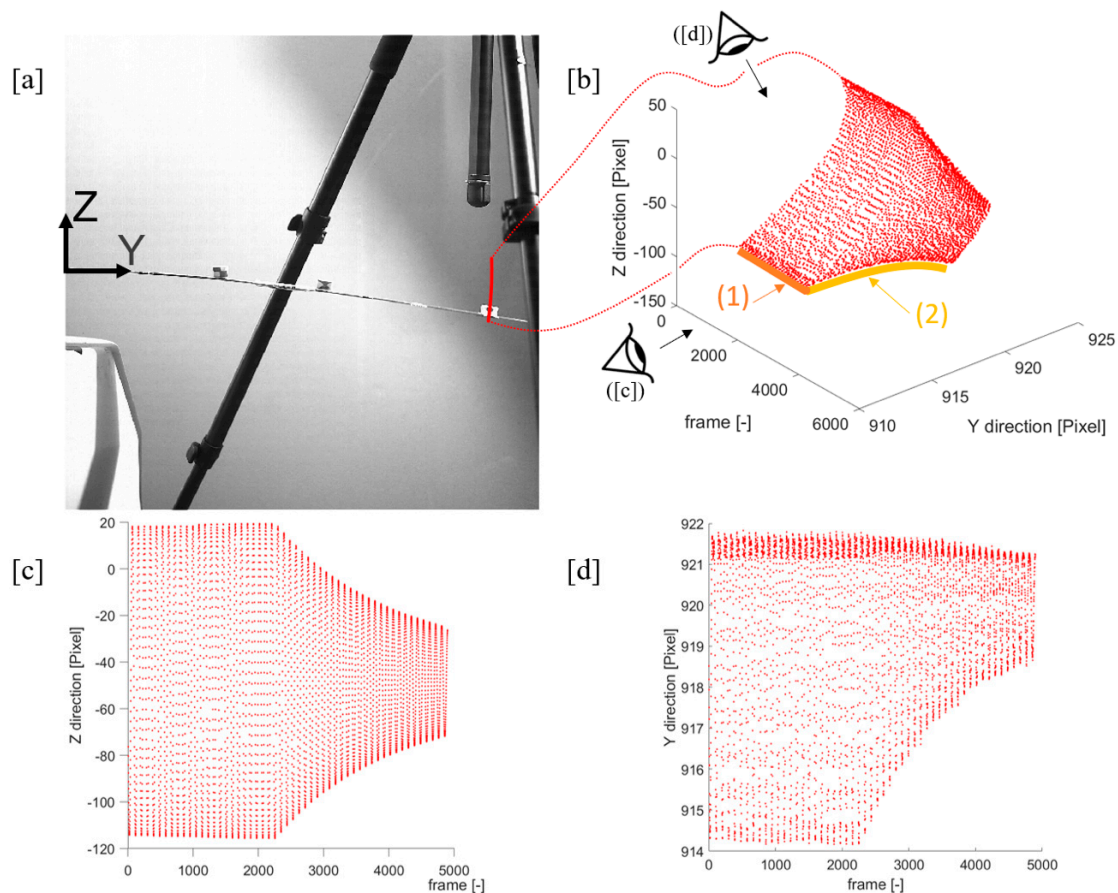 [a]
Z
Y
([d])
[b]
Z direction [Pixel]
50
0
-50
-100
-150
0
2000
4000
6000
frame [-]
910
915
920
925
Y direction [Pixel]
(1)
(2)
([c])
[c]
Z direction [Pixel]
20
0
-20
-40
-60
-80
-100
-120
0
1000
2000
3000
4000
5000
frame [-]
[d]
Y direction [Pixel]
922
921
920
919
918
917
916
915
914
0
1000
2000
3000
4000
5000
frame [-]